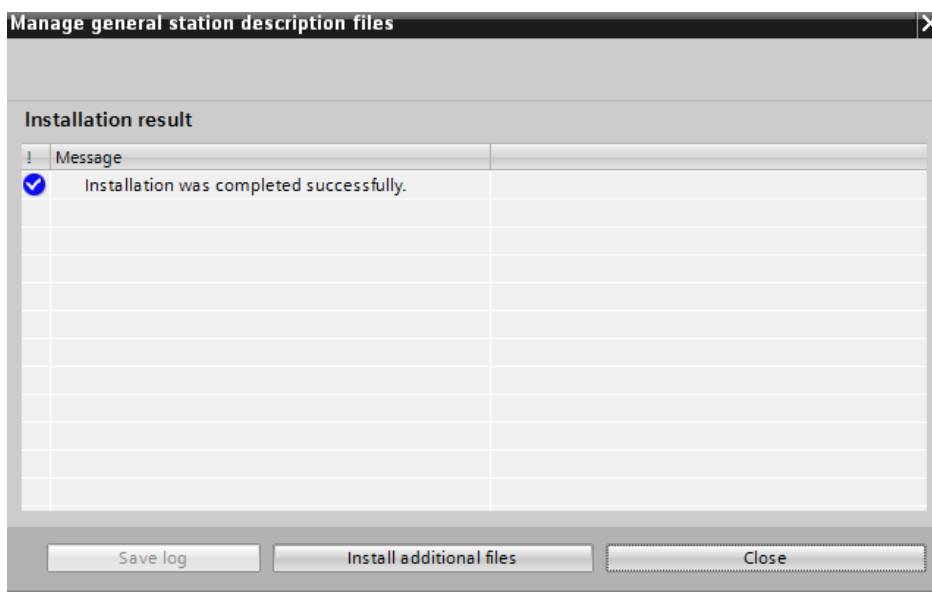 Manage general station description files
Installation result
! Message
Installation was completed successfully.
Save log Install additional files Close